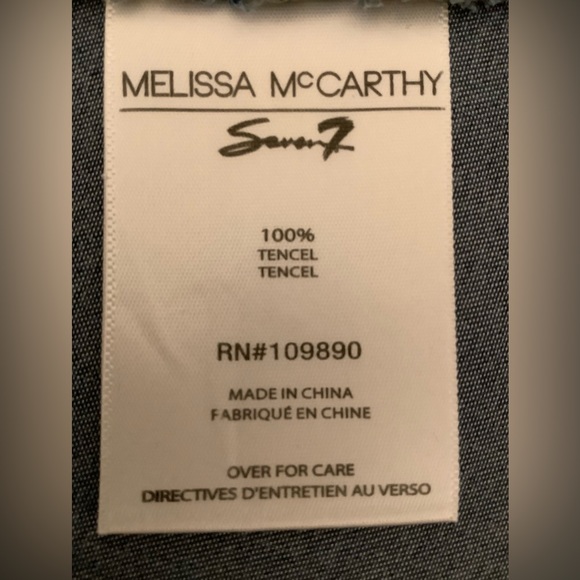 MELISSA McCARTHY
Seven7
100%
TENCEL
TENCEL
RN#109890
MADE IN CHINA
FABRIQUÉ EN CHINE
OVER FOR CARE
DIRECTIVES D'ENTRETIEN AU VERSO